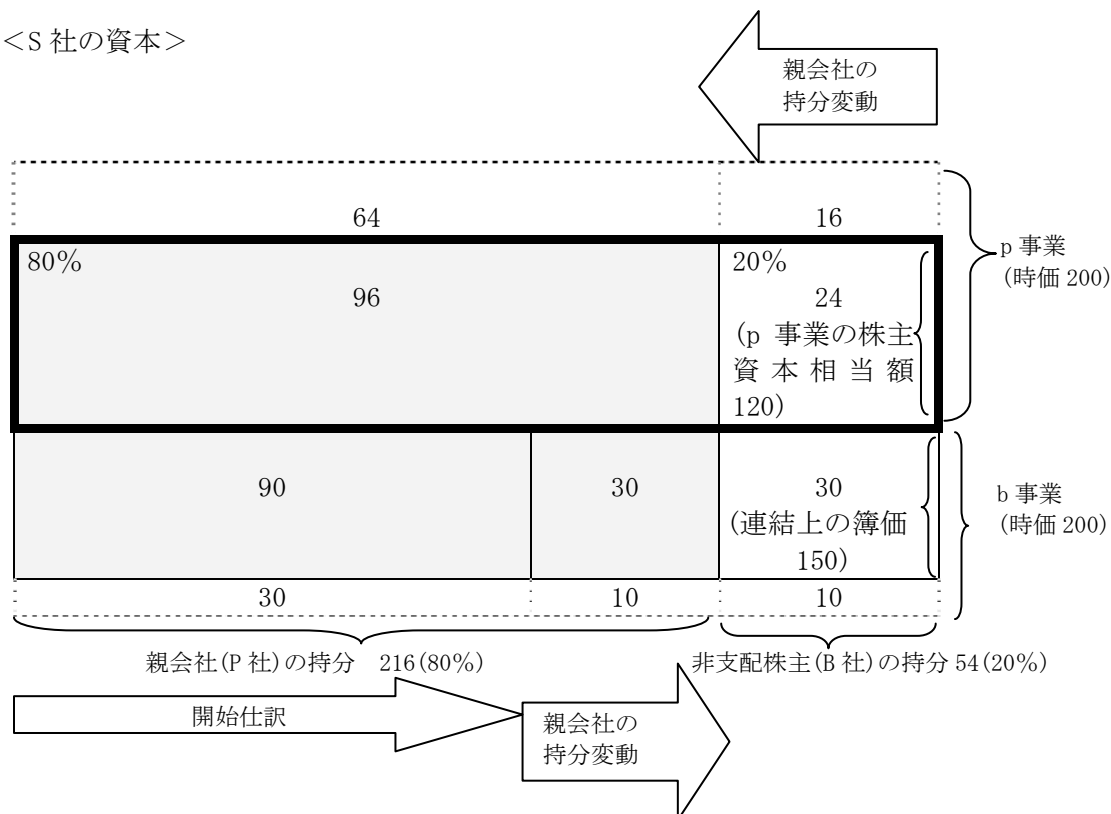 ＜S 社の資本＞
親会社の
持分変動
64
16
80%
20%
96
24
(p 事業の株主
資本相当額
120)
p 事業
(時価 200)
90
30
30
(連結上の簿価
150)
b 事業
(時価 200)
30
10
10
親会社(P 社)の持分 216(80%)
非支配株主(B 社)の持分 54(20%)
開始仕訳
親会社の
持分変動